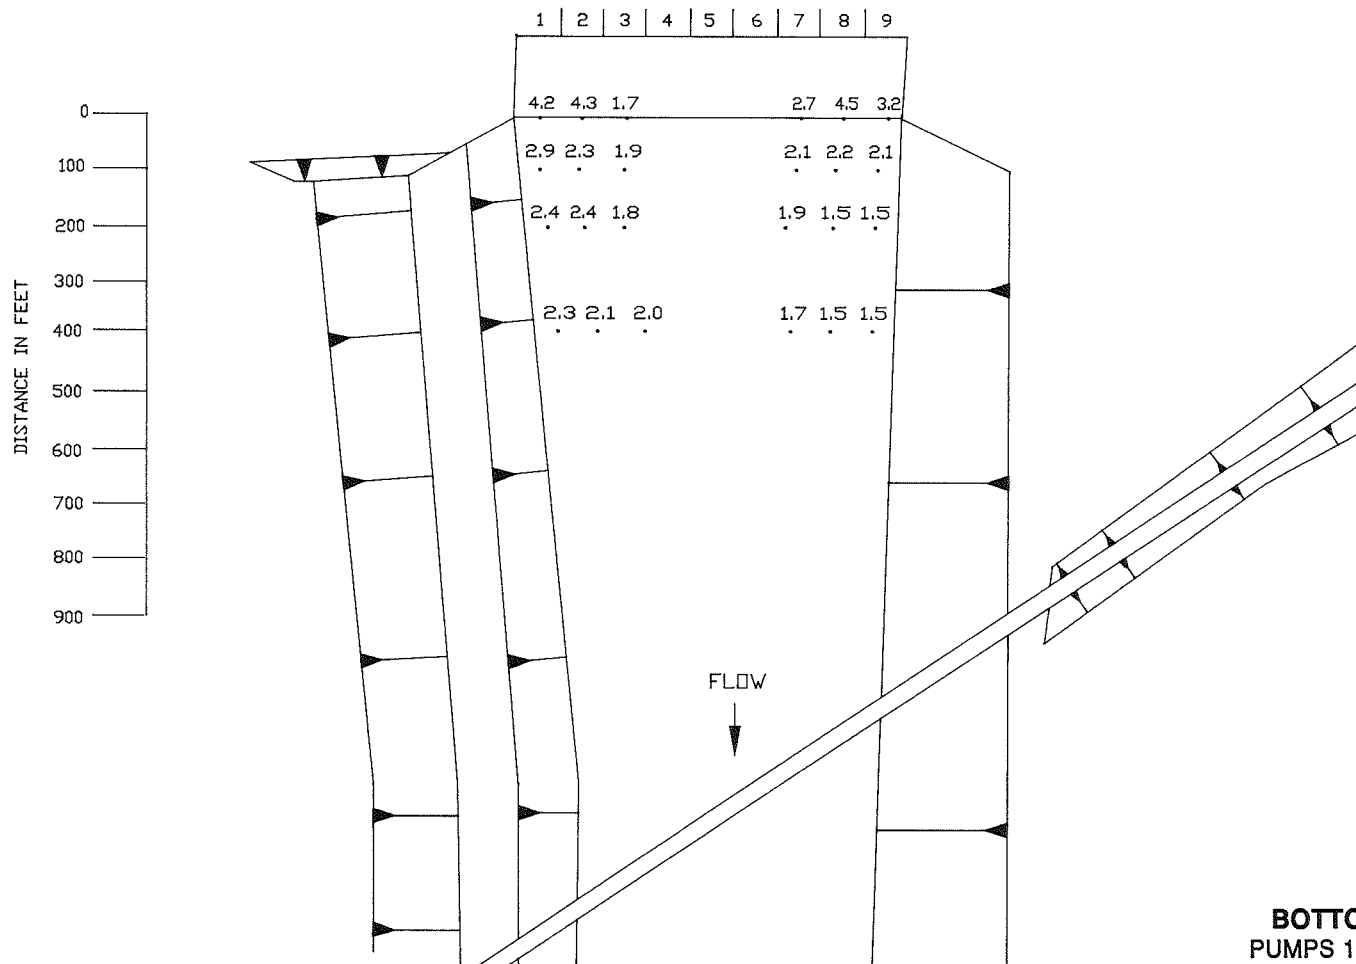 1 2 3 4 5 6 7 8 9
0 4.2 4.3 1.7 2.7 4.5 3.2
100 2.9 2.3 1.9 2.1 2.2 2.1
200 2.4 2.4 1.8 1.9 1.5 1.5
300
400 2.3 2.1 2.0 1.7 1.5 1.5
500
600
700
800
900
DISTANCE IN FEET
FLOW
BOTTO
PUMPS 1